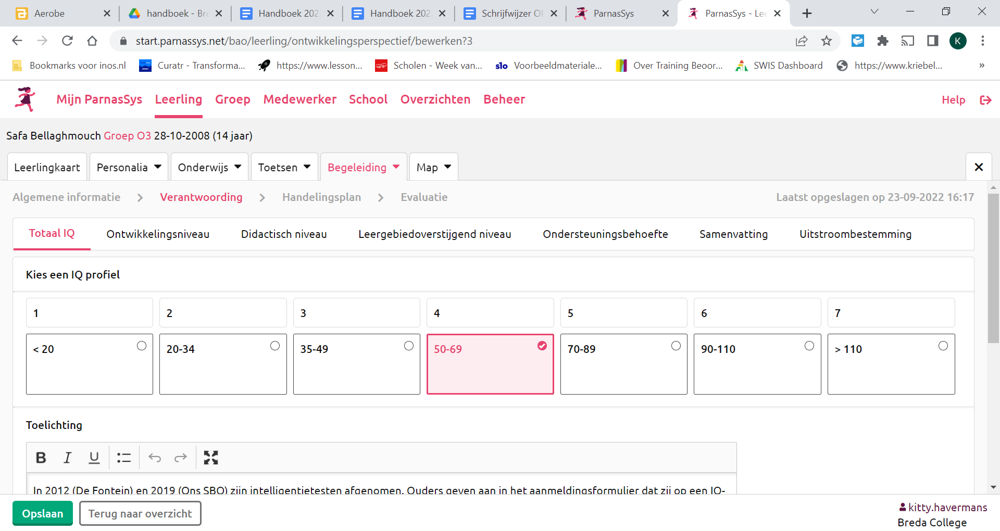 Aerobe
handboek - Bre
Handboek 202
Handboek 202
Schrijfwijzer OP
ParnasSys
ParnasSys - Lee
start.parnassys.net/bao/leerling/ontwikkelingsperspectief/bewerken?3
K
Bookmarks voor inos.nl
Curatr - Transforma...
https://www.lesson...
Scholen - Week van...
slo Voorbeeldmateriale...
Over Training Beoor...
SWIS Dashboard
https://www.kriebel...
»
Mijn ParnasSys Leerling Groep Medewerker School Overzichten Beheer Help
Safa Bellaghmouch Groep O3 28-10-2008 (14 jaar)
Leerlingkaart Personalia Onderwijs Toetsen Begeleiding Map
Algemene informatie > Verantwoording > Handelingsplan > Evaluatie Laatst opgeslagen op 23-09-2022 16:17
Totaal IQ Ontwikkelingsniveau Didactisch niveau Leergebiedoverstijgend niveau Ondersteuningsbehoefte Samenvatting Uitstroombestemming
Kies een IQ profiel
1 2 3 4 5 6 7
< 20 20-34 35-49 50-69 70-89 90-110 > 110
Toelichting
B I U
In 2012 (De Fontein) en 2019 (Ons SBO) zijn intelligentietesten afgenomen. Ouders geven aan in het aanmeldingsformulier dat zij op een IQ-
Opslaan Terug naar overzicht
kitty.havermans
Breda College